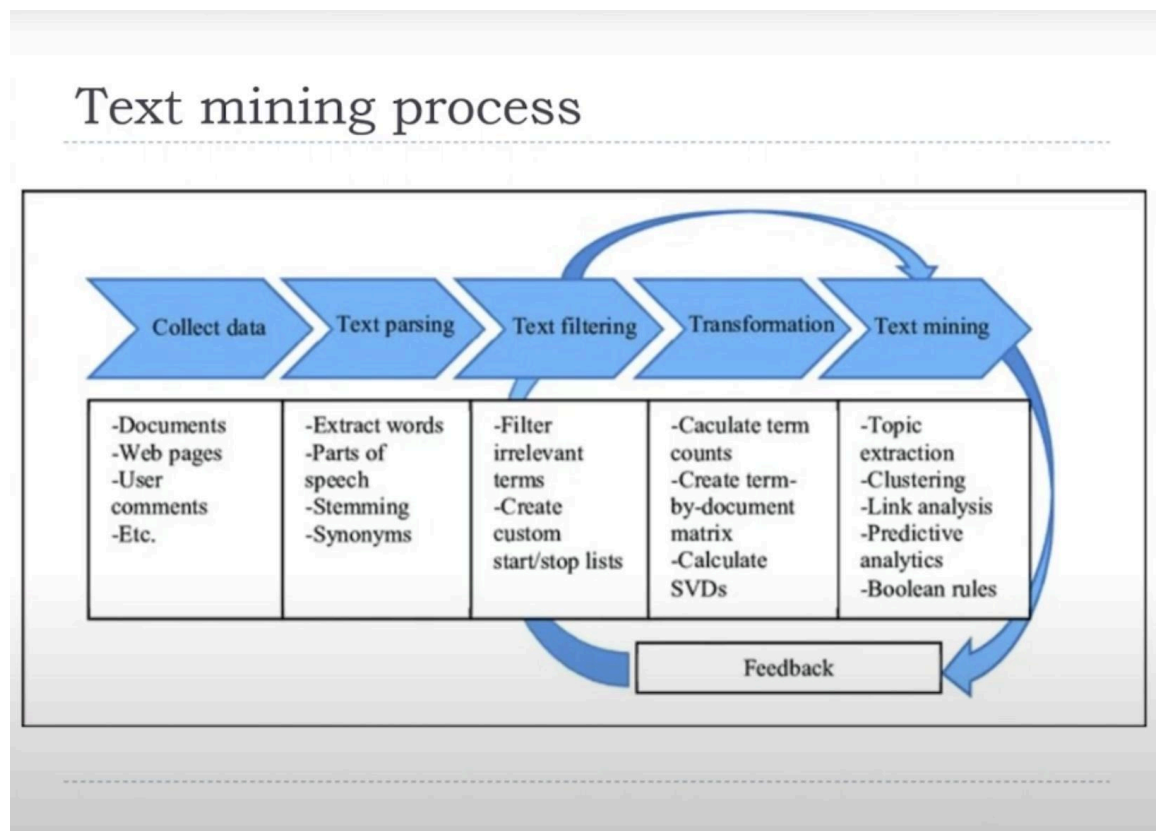 Text mining process
Collect data
Text parsing
Text filtering
Transformation
Text mining
-Documents
-Web pages
-User
comments
-Etc.
-Extract words
-Parts of
speech
-Stemming
-Synonyms
-Filter
irrelevant
terms
-Create
custom
start/stop lists
-Caculate term
counts
-Create term-
by-document
matrix
-Calculate
SVDs
-Topic
extraction
-Clustering
-Link analysis
-Predictive
analytics
-Boolean rules
Feedback